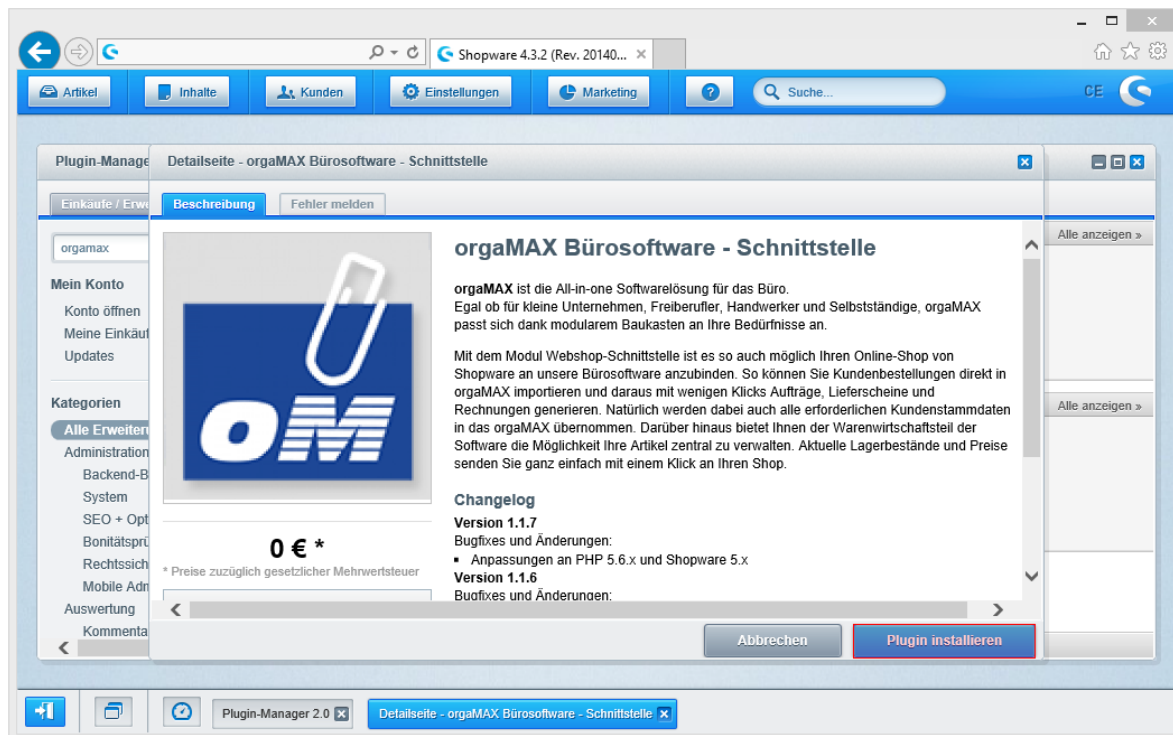 Shopware 4.3.2 (Rev. 20140...
Artikel
Inhalte
Kunden
Einstellungen
Marketing
?
Suche...
CE
Plugin-Manage
Detailseite - orgaMAX Bürosoftware - Schnittstelle
Einkäufe / Erwe
Beschreibung
Fehler melden
orgamax
Mein Konto
Konto öffnen
Meine Einkäuf
Updates
Kategorien
Alle Erweiteru
Administration
Backend-B
System
SEO + Opt
Bonitätsprü
Rechtssich
Mobile Adm
Auswertung
Kommenta
oM
0 € *
* Preise zuzüglich gesetzlicher Mehrwertsteuer
orgaMAX Bürosoftware - Schnittstelle
orgaMAX ist die All-in-one Softwarelösung für das Büro.
Egal ob für kleine Unternehmen, Freiberufler, Handwerker und Selbstständige, orgaMAX
passt sich dank modularem Baukasten an Ihre Bedürfnisse an.
Mit dem Modul Webshop-Schnittstelle ist es so auch möglich Ihren Online-Shop von
Shopware an unsere Bürosoftware anzubinden. So können Sie Kundenbestellungen direkt in
orgaMAX importieren und daraus mit wenigen Klicks Aufträge, Lieferscheine und
Rechnungen generieren. Natürlich werden dabei auch alle erforderlichen Kundenstammdaten
in das orgaMAX übernommen. Darüber hinaus bietet Ihnen der Warenwirtschaftsteil der
Software die Möglichkeit Ihre Artikel zentral zu verwalten. Aktuelle Lagerbestände und Preise
senden Sie ganz einfach mit einem Klick an Ihren Shop.
Changelog
Version 1.1.7
Bugfixes und Änderungen:
▪ Anpassungen an PHP 5.6.x und Shopware 5.x
Version 1.1.6
Bugfixes und Änderungen:
Alle anzeigen »
Alle anzeigen »
Abbrechen
Plugin installieren
Plugin-Manager 2.0
Detailseite - orgaMAX Bürosoftware - Schnittstelle